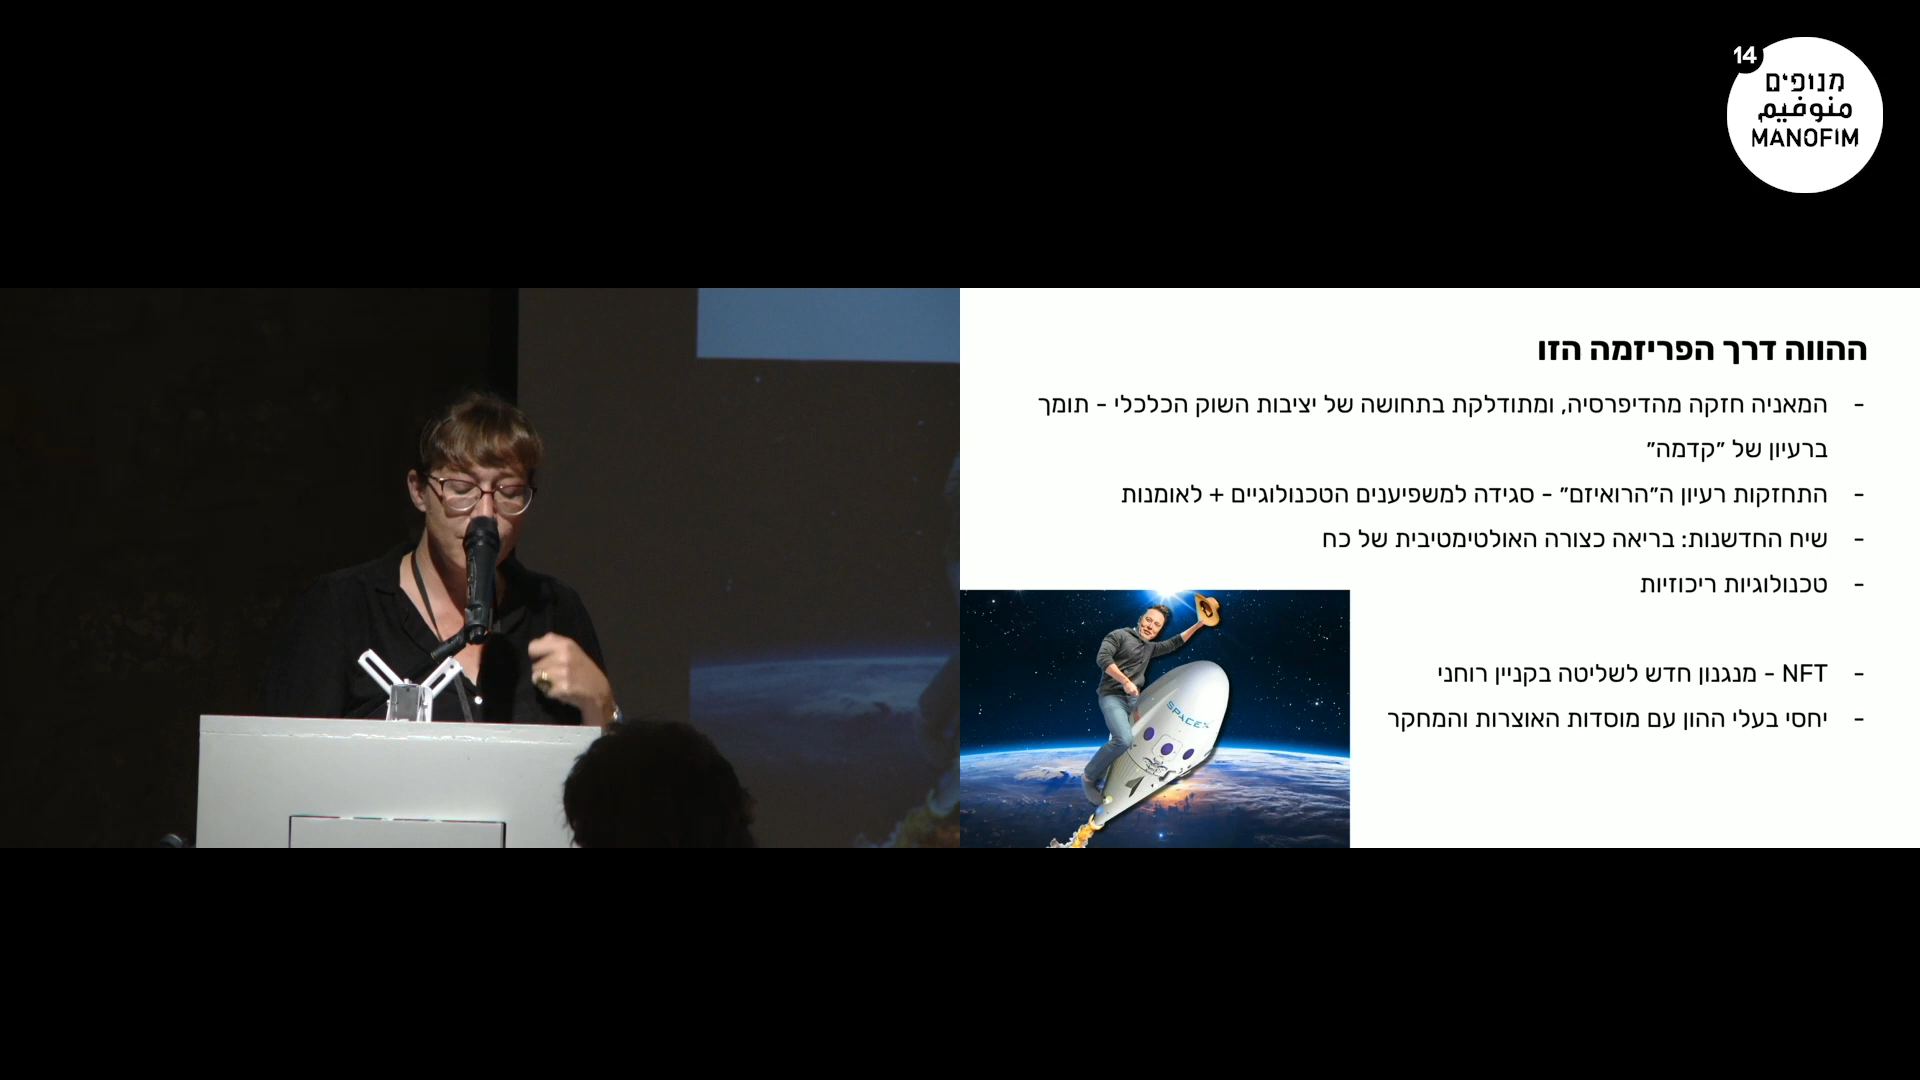 14
מנופים
منوفيم
MANOFIM
ההווה דרך הפריזמה הזו
- המאניה חזקה מהדיפרסיה, ומתודלקת בתחושה של יציבות השוק הכלכלי - תומך
ברעיון של ״קדמה״
- התחזקות רעיון ה״הרואיזם״ - סגידה למשפיענים הטכנולוגיים + לאומנות
- שיח החדשנות: בריאה כצורה האולטימטיבית של כח
- טכנולוגיות ריכוזיות
- NFT - מנגנון חדש לשליטה בקניין רוחני
- יחסי בעלי ההון עם מוסדות האוצרות והמחקר
SPACEX